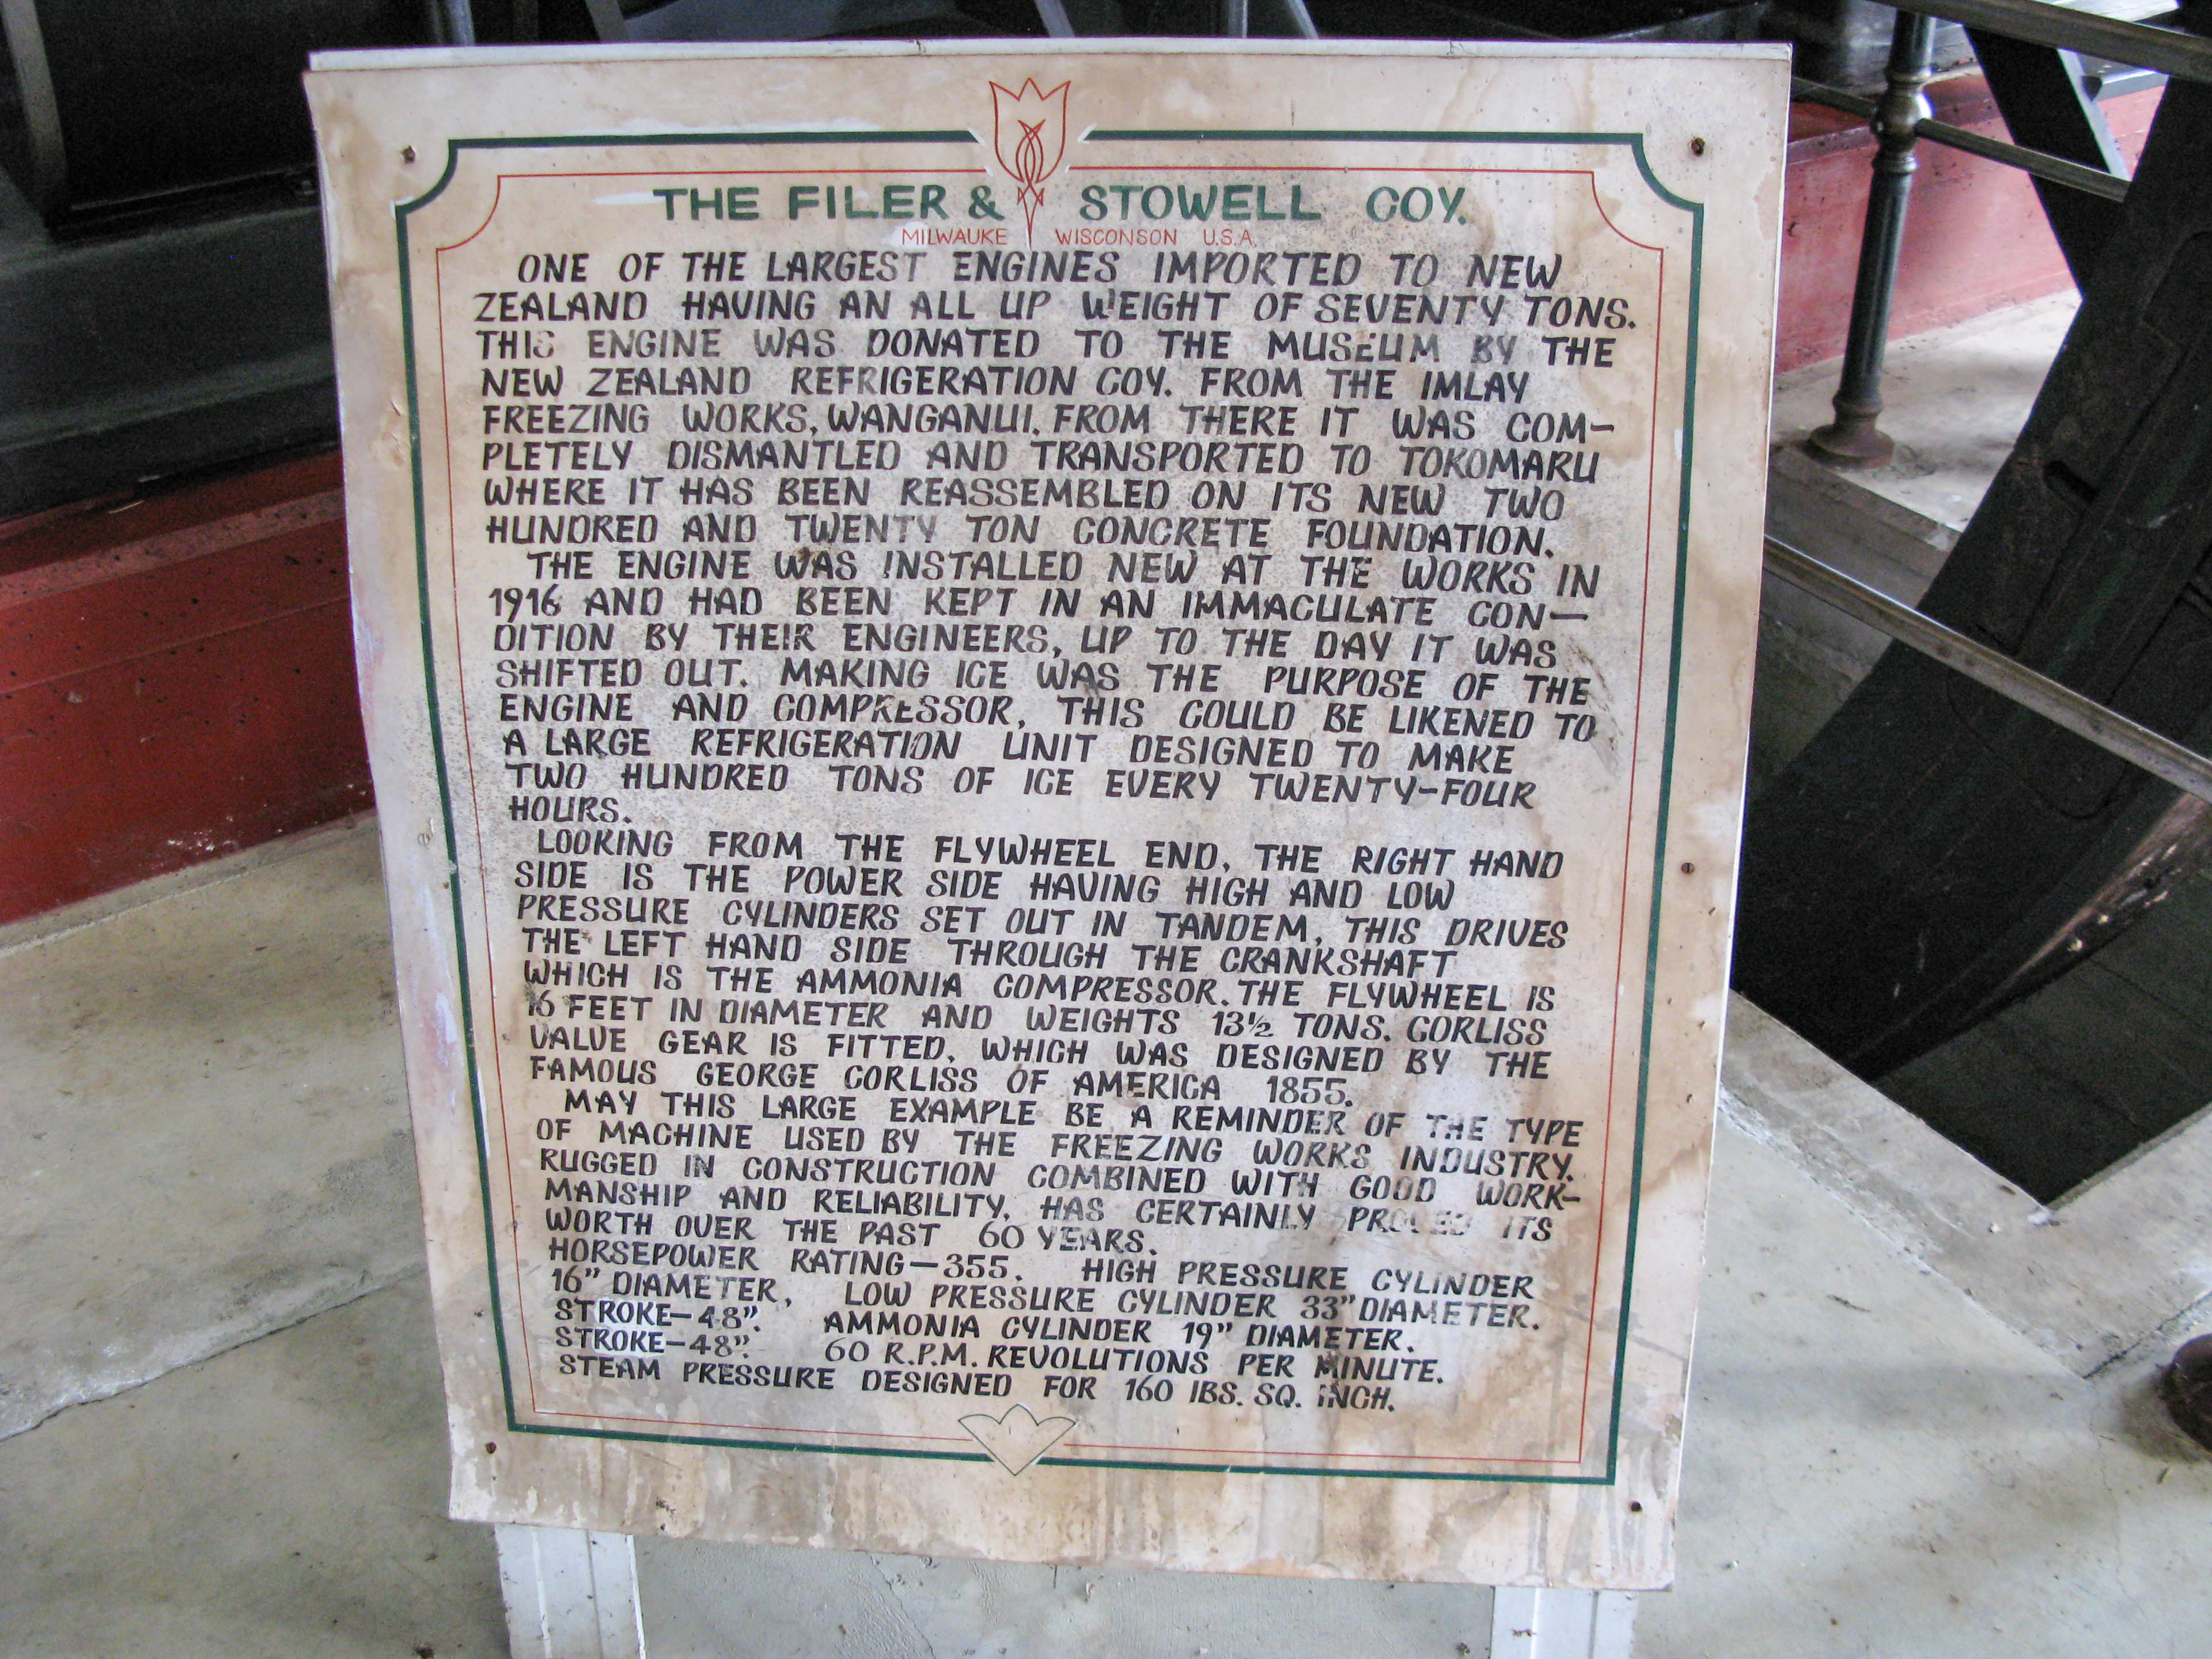 THE FILER & STOWELL COY.
MILWAUKE WISCONSON U.S.A.
ONE OF THE LARGEST ENGINES IMPORTED TO NEW
ZEALAND HAVING AN ALL UP WEIGHT OF SEVENTY TONS.
THIS ENGINE WAS DONATED TO THE MUSEUM BY THE
NEW ZEALAND REFRIGERATION COY. FROM THE IMLAY
FREEZING WORKS, WANGANUI. FROM THERE IT WAS COM-
PLETELY DISMANTLED AND TRANSPORTED TO TOKOMARU
WHERE IT HAS BEEN REASSEMBLED ON ITS NEW TWO
HUNDRED AND TWENTY TON CONCRETE FOUNDATION.
THE ENGINE WAS INSTALLED NEW AT THE WORKS IN
1916 AND HAD BEEN KEPT IN AN IMMACULATE CON-
DITION BY THEIR ENGINEERS, UP TO THE DAY IT WAS
SHIFTED OUT. MAKING ICE WAS THE PURPOSE OF THE
ENGINE AND COMPRESSOR, THIS COULD BE LIKENED TO
A LARGE REFRIGERATION UNIT DESIGNED TO MAKE
TWO HUNDRED TONS OF ICE EVERY TWENTY-FOUR
HOURS.
LOOKING FROM THE FLYWHEEL END, THE RIGHT HAND
SIDE IS THE POWER SIDE HAVING HIGH AND LOW
PRESSURE CYLINDERS SET OUT IN TANDEM, THIS DRIVES
THE LEFT HAND SIDE THROUGH THE CRANKSHAFT
WHICH IS THE AMMONIA COMPRESSOR. THE FLYWHEEL IS
16 FEET IN DIAMETER AND WEIGHTS 13½ TONS. CORLISS
VALVE GEAR IS FITTED, WHICH WAS DESIGNED BY THE
FAMOUS GEORGE CORLISS OF AMERICA 1855.
MAY THIS LARGE EXAMPLE BE A REMINDER OF THE TYPE
OF MACHINE USED BY THE FREEZING WORKS INDUSTRY.
RUGGED IN CONSTRUCTION COMBINED WITH GOOD WORK-
MANSHIP AND RELIABILITY, HAS CERTAINLY PROVED ITS
WORTH OVER THE PAST 60 YEARS.
HORSEPOWER RATING-355. HIGH PRESSURE CYLINDER
16" DIAMETER, LOW PRESSURE CYLINDER 33" DIAMETER.
STROKE-48". AMMONIA CYLINDER 19" DIAMETER.
STROKE-48". 60 R.P.M. REVOLUTIONS PER MINUTE.
STEAM PRESSURE DESIGNED FOR 160 lBS. SQ. INCH.